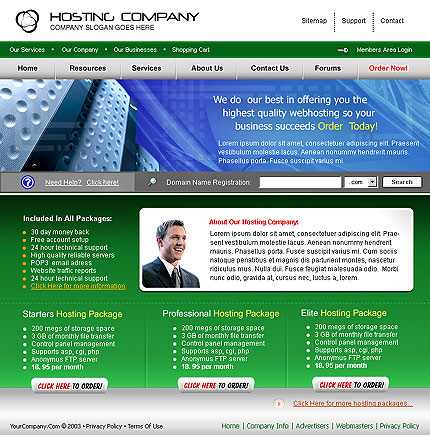 HOSTING COMPANY
COMPANY SLOGAN GOES HERE
Sitemap
Support
Contact
Our Services • Our Company • Our Businesses • Shopping Cart
Members Area Login
Home Resources Services About Us Contact Us Forums Order Now!
We do our best in offering you the
highest quality webhosting so your
business succeeds Order Today!
Lorem ipsum dolor sit amet, consectetuer adipiscing elit. Praesent
vestibulum molestie lacus. Aenean nonummy hendrerit mauris.
Phasellus porta. Fusce suscipit varius mi.
Need Help? Click here!
Domain Name Registration:
.com
Search
Included In All Packages:
30 day money back
Free account setup
24 hour technical support
High quality reliable servers
POP3 email adress
Website traffic reports
24 hour technical support
Click Here for more information
About Our Hosting Company:
Lorem ipsum dolor sit amet, consectetuer adipiscing elit. Praesent
vestibulum molestie lacus. Aenean nonummy hendrerit mauris.
Phasellus porta. Fusce suscipit varius mi. Cum sociis
natoque penatibus et magnis dis parturient montes, nascetur
ridiculus mus. Nulla dui. Fusce feugiat malesuada odio. Morbi
nunc odio, gravida at, cursus nec, luctus a, lorem.
Starters Hosting Package
200 megs of storage space
3 GB of monthly file transfer
Control panel management
Supports asp, cgi, php
Anonymus FTP server
18. 95 per month
CLICK HERE TO ORDER!
Professional Hosting Package
200 megs of storage space
3 GB of monthly file transfer
Control panel management
Supports asp, cgi, php
Anonymus FTP server
18. 95 per month
CLICK HERE TO ORDER!
Elite Hosting Package
200 megs of storage space
3 GB of monthly file transfer
Control panel management
Supports asp, cgi, php
Anonymus FTP server
18. 95 per month
CLICK HERE TO ORDER!
Click Here for more hosting packages...
YourCompany.Com © 2003 • Privacy Policy • Terms Of Use
Home | Company Info | Advertisers | Webmasters | Privacy Policy